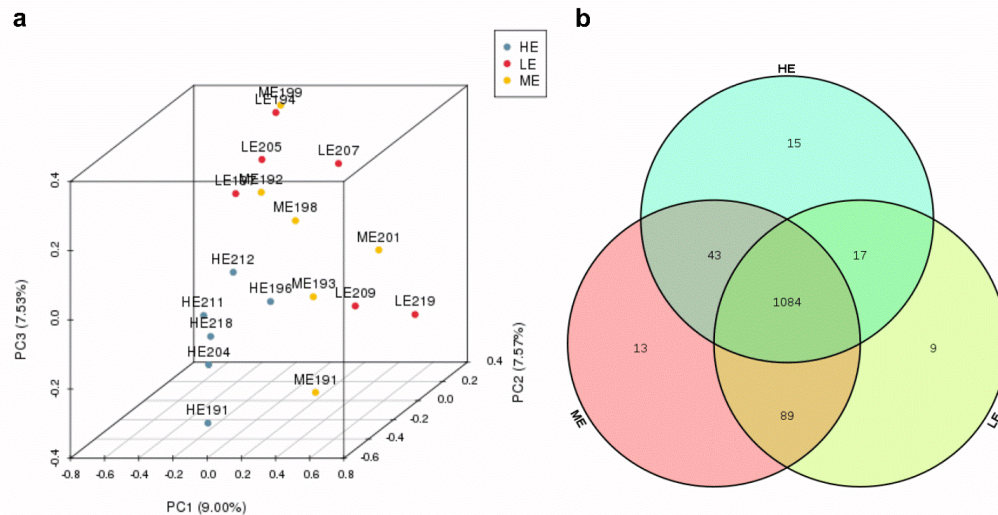 a
b
HE
LE
ME
ME199
LE194
LE205
LE207
ME192
ME198
ME201
HE212
HE196
ME193
LE209
LE219
HE211
HE218
HE204
ME191
HE191
0.4
0.2
0.0
-0.2
-0.4
PC3 (7.53%)
-0.8
-0.6
-0.4
-0.2
0.0
0.2
0.4
0.6
0.8
PC1 (9.00%)
-0.6
-0.4
-0.2
0.0
0.2
0.4
PC2 (7.57%)
HE
15
43
17
1084
13
9
89
ME
LE